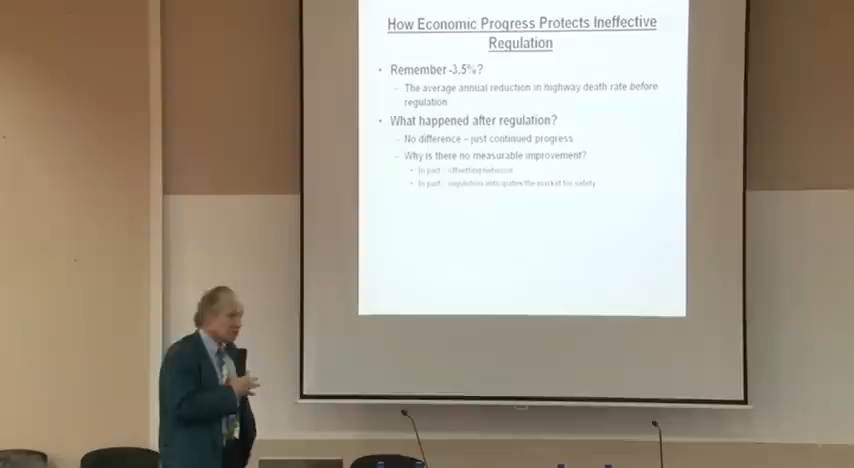 How Economic Progress Protects Ineffective
Regulation
• Remember -3.5%?
– The average annual reduction in highway death rate before
regulation
• What happened after regulation?
– No difference – just continued progress
– Why is there no measurable improvement?
• In part – offsetting behavior
• In part – regulation anticipates the market for safety